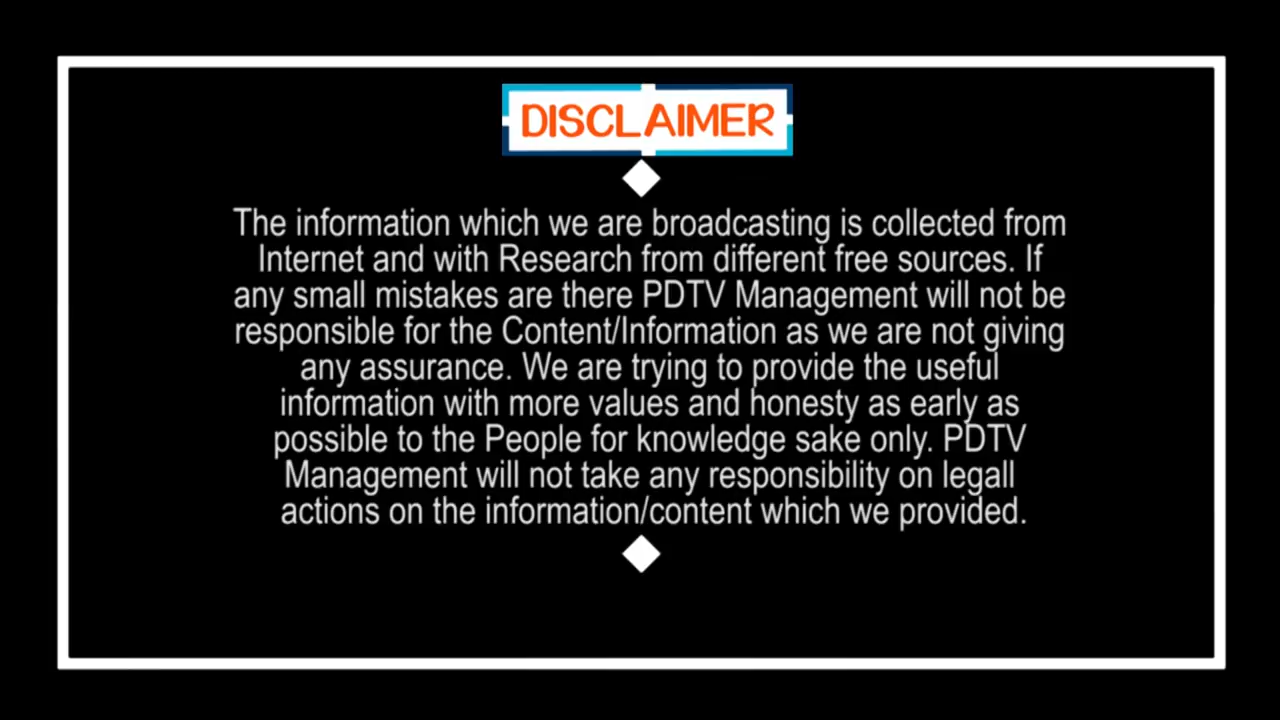 DISCLAIMER
The information which we are broadcasting is collected from
Internet and with Research from different free sources. If
any small mistakes are there PDTV Management will not be
responsible for the Content/Information as we are not giving
any assurance. We are trying to provide the useful
information with more values and honesty as early as
possible to the People for knowledge sake only. PDTV
Management will not take any responsibility on legall
actions on the information/content which we provided.